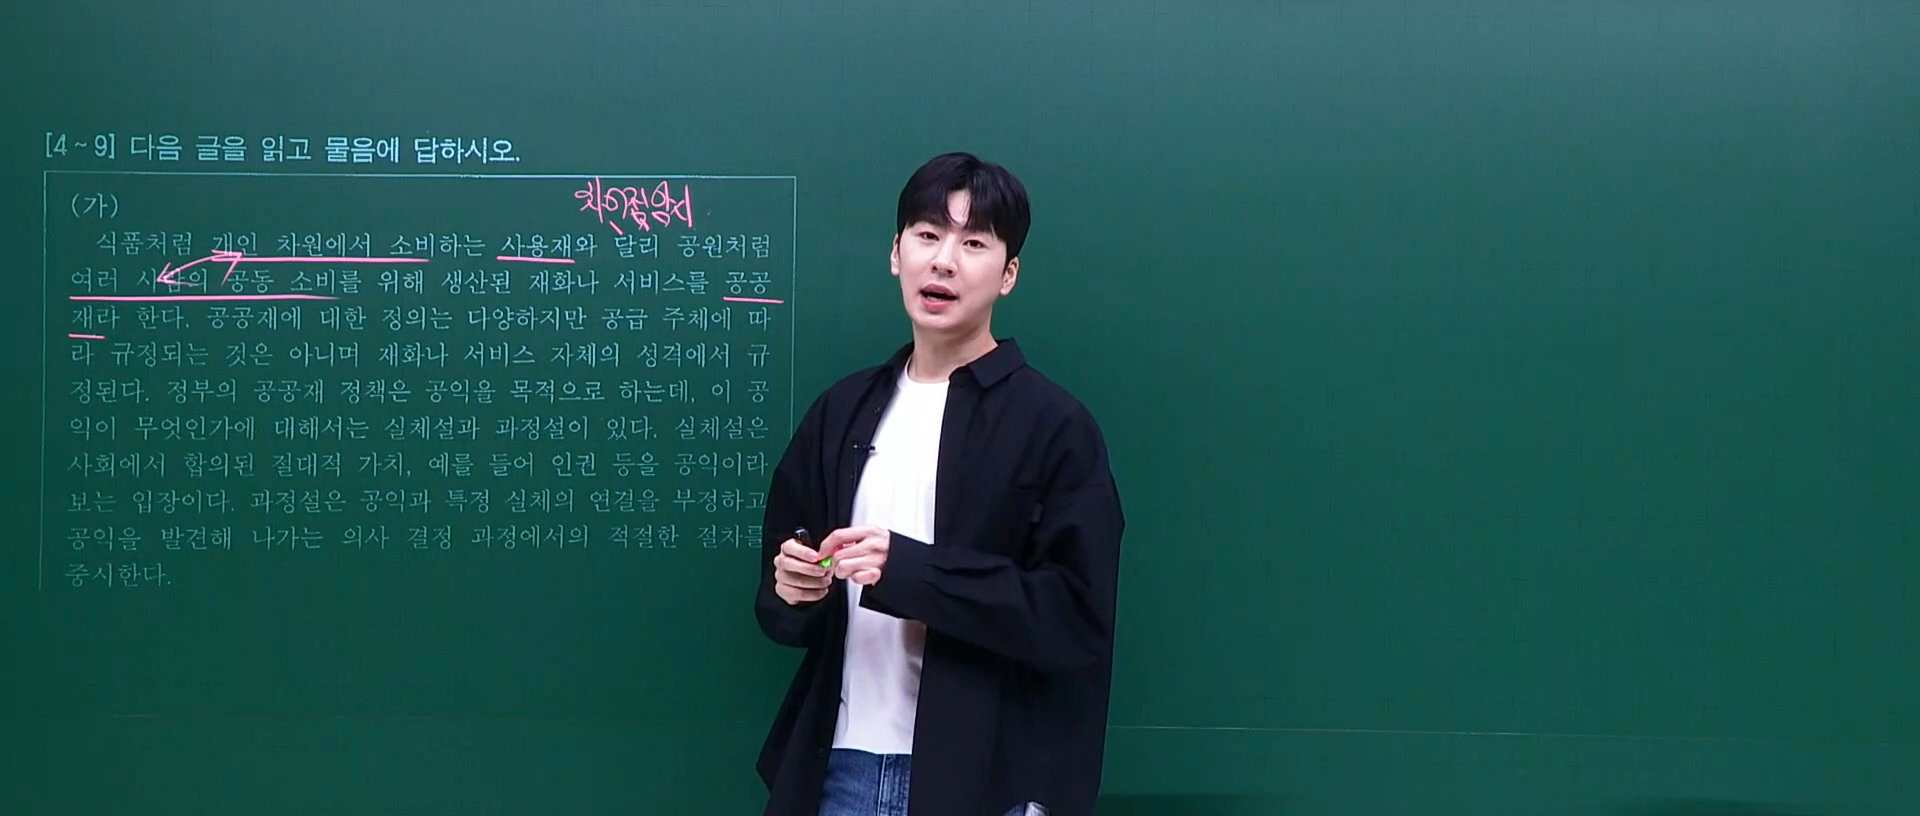 [4~9] 다음 글을 읽고 물음에 답하시오.
(가)
차이점
식품처럼 개인 차원에서 소비하는 사용재와 달리 공원처럼
여러 사람의 공동 소비를 위해 생산된 재화나 서비스를 공공
재라 한다. 공공재에 대한 정의는 다양하지만 공급 주체에 따
라 규정되는 것은 아니며 재화나 서비스 자체의 성격에서 규
정된다. 정부의 공공재 정책은 공익을 목적으로 하는데, 이 공
익이 무엇인가에 대해서는 실체설과 과정설이 있다. 실체설은
사회에서 합의된 절대적 가치, 예를 들어 인권 등을 공익이라
보는 입장이다. 과정설은 공익과 특정 실체의 연결을 부정하고
공익을 발견해 나가는 의사 결정 과정에서의 적절한 절차를
중시한다.